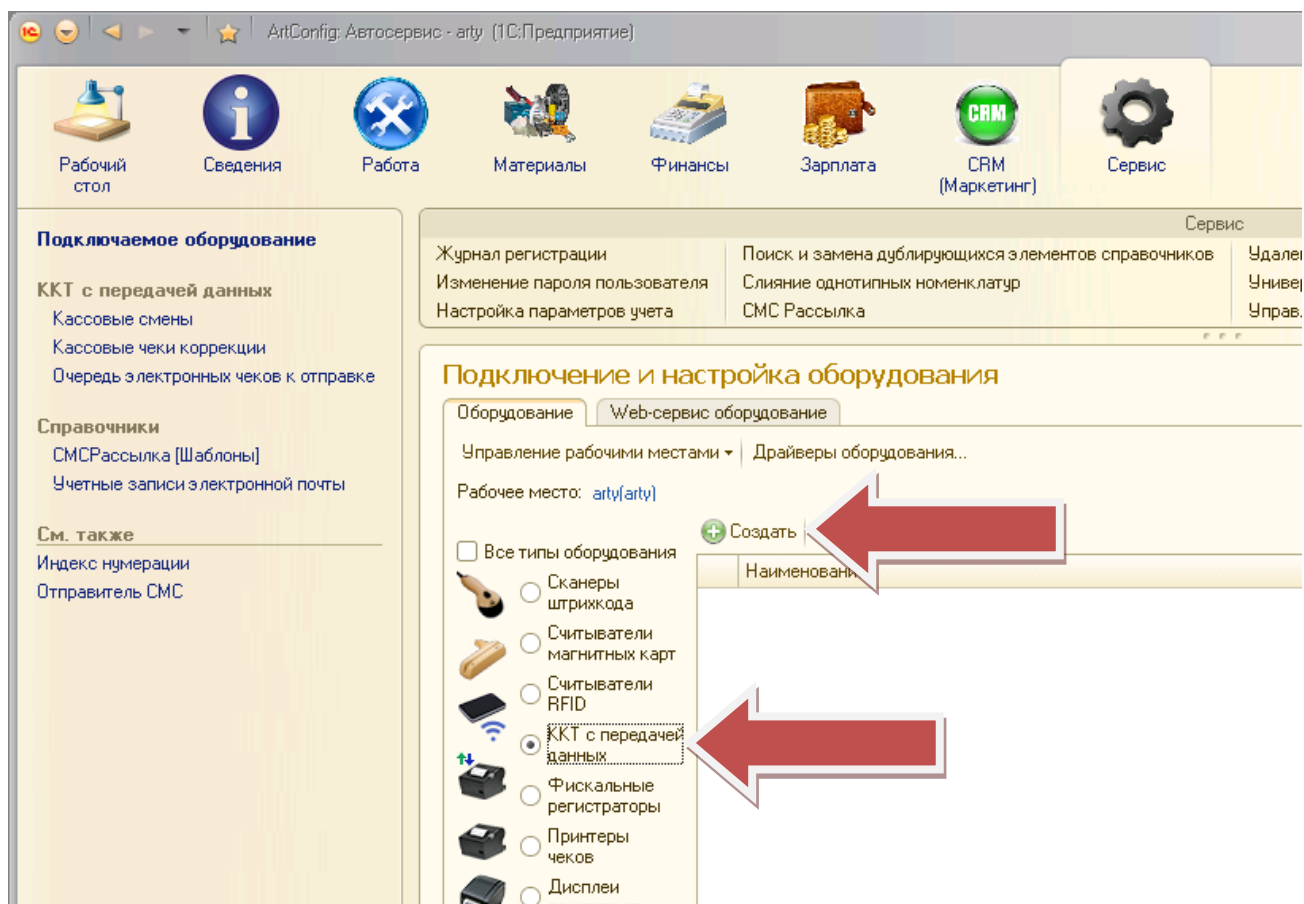 1С
ArtConfig: Автосервис - arty (1С:Предприятие)
Рабочий
стол
Сведения
Работа
Материалы
Финансы
Зарплата
CRM
CRM
(Маркетинг)
Сервис
Подключаемое оборудование
ККТ с передачей данных
Кассовые смены
Кассовые чеки коррекции
Очередь электронных чеков к отправке
Справочники
СМСРассылка [Шаблоны]
Учетные записи электронной почты
См. также
Индекс нумерации
Отправитель СМС
Сервис
Журнал регистрации
Поиск и замена дублирующихся элементов справочников
Удале
Изменение пароля пользователя
Слияние однотипных номенклатур
Универ
Настройка параметров учета
СМС Рассылка
Управ.
Подключение и настройка оборудования
Оборудование
Web-сервис оборудование
Управление рабочими местами
Драйверы оборудования...
Рабочее место: arty(arty)
Создать
Все типы оборудования
Наименовани
Сканеры
штрихкода
Считыватели
магнитных карт
Считыватели
RFID
ККТ с передачей
данных
Фискальные
регистраторы
Принтеры
чеков
Дисплеи